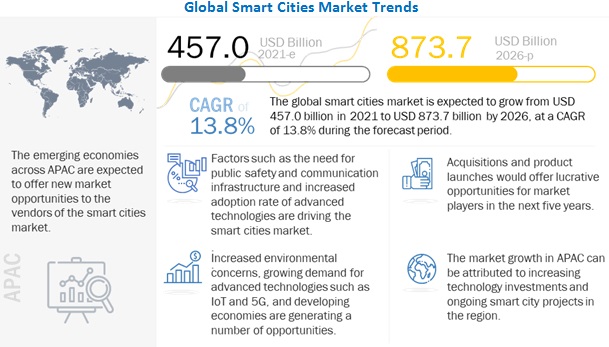 Global Smart Cities Market Trends
457.0
USD Billion
2021-e
873.7
USD Billion
2026-p
CAGR of
13.8%
The global smart cities market is expected to grow from USD
457.0 billion in 2021 to USD 873.7 billion by 2026, at a CAGR
of 13.8% during the forecast period.
The emerging economies
across APAC are expected
to offer new market
opportunities to the
vendors of the smart cities
market.
APAC
Factors such as the need for
public safety and communication
infrastructure and increased
adoption rate of advanced
technologies are driving the
smart cities market.
Acquisitions and product
launches would offer lucrative
opportunities for market
players in the next five years.
Increased environmental
concerns, growing demand for
advanced technologies such as
IoT and 5G, and developing
economies are generating a
number of opportunities.
The market growth in APAC can
be attributed to increasing
technology investments and
ongoing smart city projects in
the region.